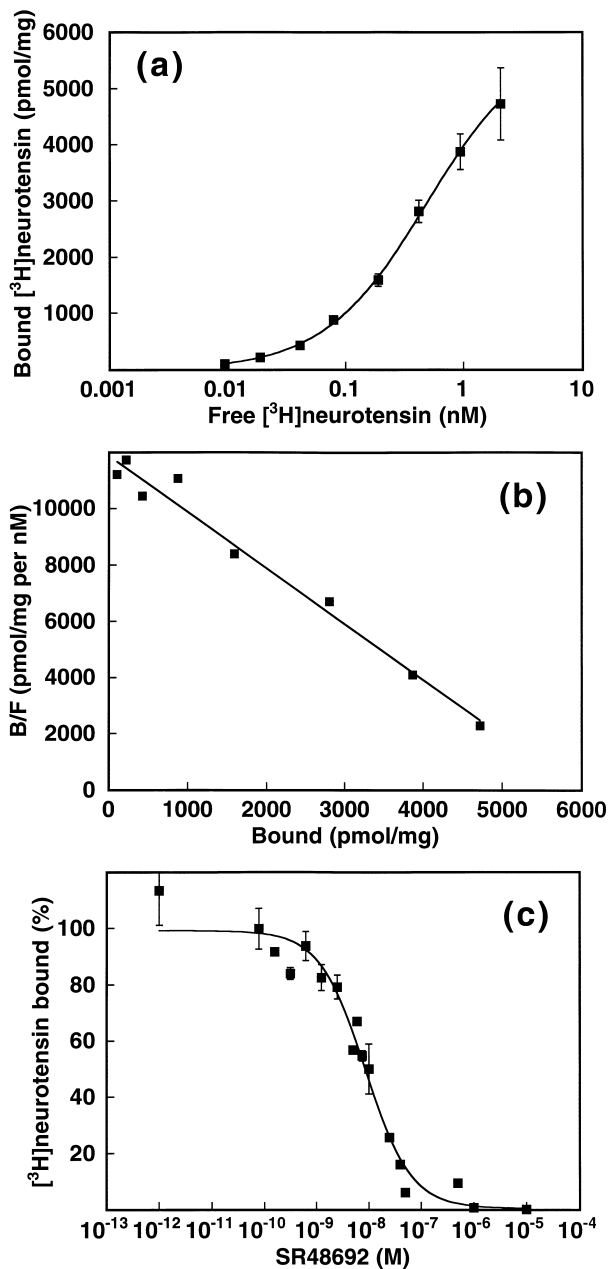 (a)
Bound [³H]neurotensin (pmol/mg)
6000
5000
4000
3000
2000
1000
0.001 0.01 0.1 1 10
Free [³H]neurotensin (nM)
(b)
B/F (pmol/mg per nM)
10000
8000
6000
4000
2000
0
0 1000 2000 3000 4000 5000 6000
Bound (pmol/mg)
(c)
[³H]neurotensin bound (%)
100
80
60
40
20
10⁻¹³ 10⁻¹² 10⁻¹¹ 10⁻¹⁰ 10⁻⁹ 10⁻⁸ 10⁻⁷ 10⁻⁶ 10⁻⁵ 10⁻⁴
SR48692 (M)